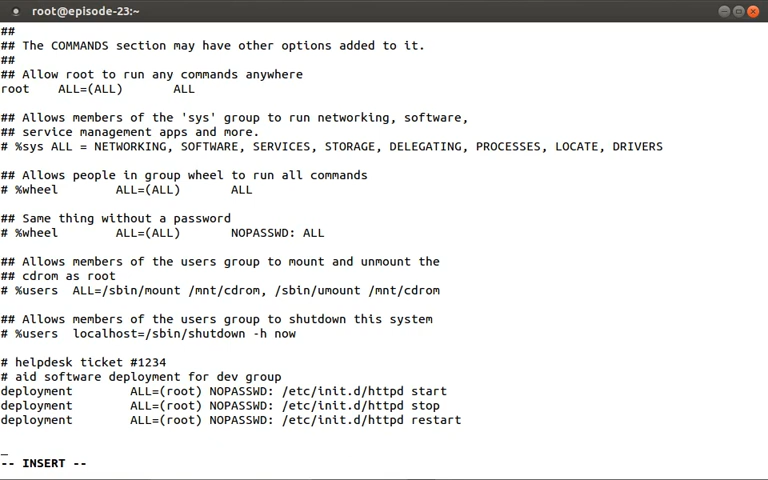 root@episode-23:~
##
## The COMMANDS section may have other options added to it.
##
## Allow root to run any commands anywhere
root    ALL=(ALL)       ALL

## Allows members of the 'sys' group to run networking, software,
## service management apps and more.
# %sys ALL = NETWORKING, SOFTWARE, SERVICES, STORAGE, DELEGATING, PROCESSES, LOCATE, DRIVERS

## Allows people in group wheel to run all commands
# %wheel        ALL=(ALL)       ALL

## Same thing without a password
# %wheel        ALL=(ALL)       NOPASSWD: ALL

## Allows members of the users group to mount and unmount the
## cdrom as root
# %users  ALL=/sbin/mount /mnt/cdrom, /sbin/umount /mnt/cdrom

## Allows members of the users group to shutdown this system
# %users  localhost=/sbin/shutdown -h now

# helpdesk ticket #1234
# aid software deployment for dev group
deployment        ALL=(root) NOPASSWD: /etc/init.d/httpd start
deployment        ALL=(root) NOPASSWD: /etc/init.d/httpd stop
deployment        ALL=(root) NOPASSWD: /etc/init.d/httpd restart

-- INSERT --